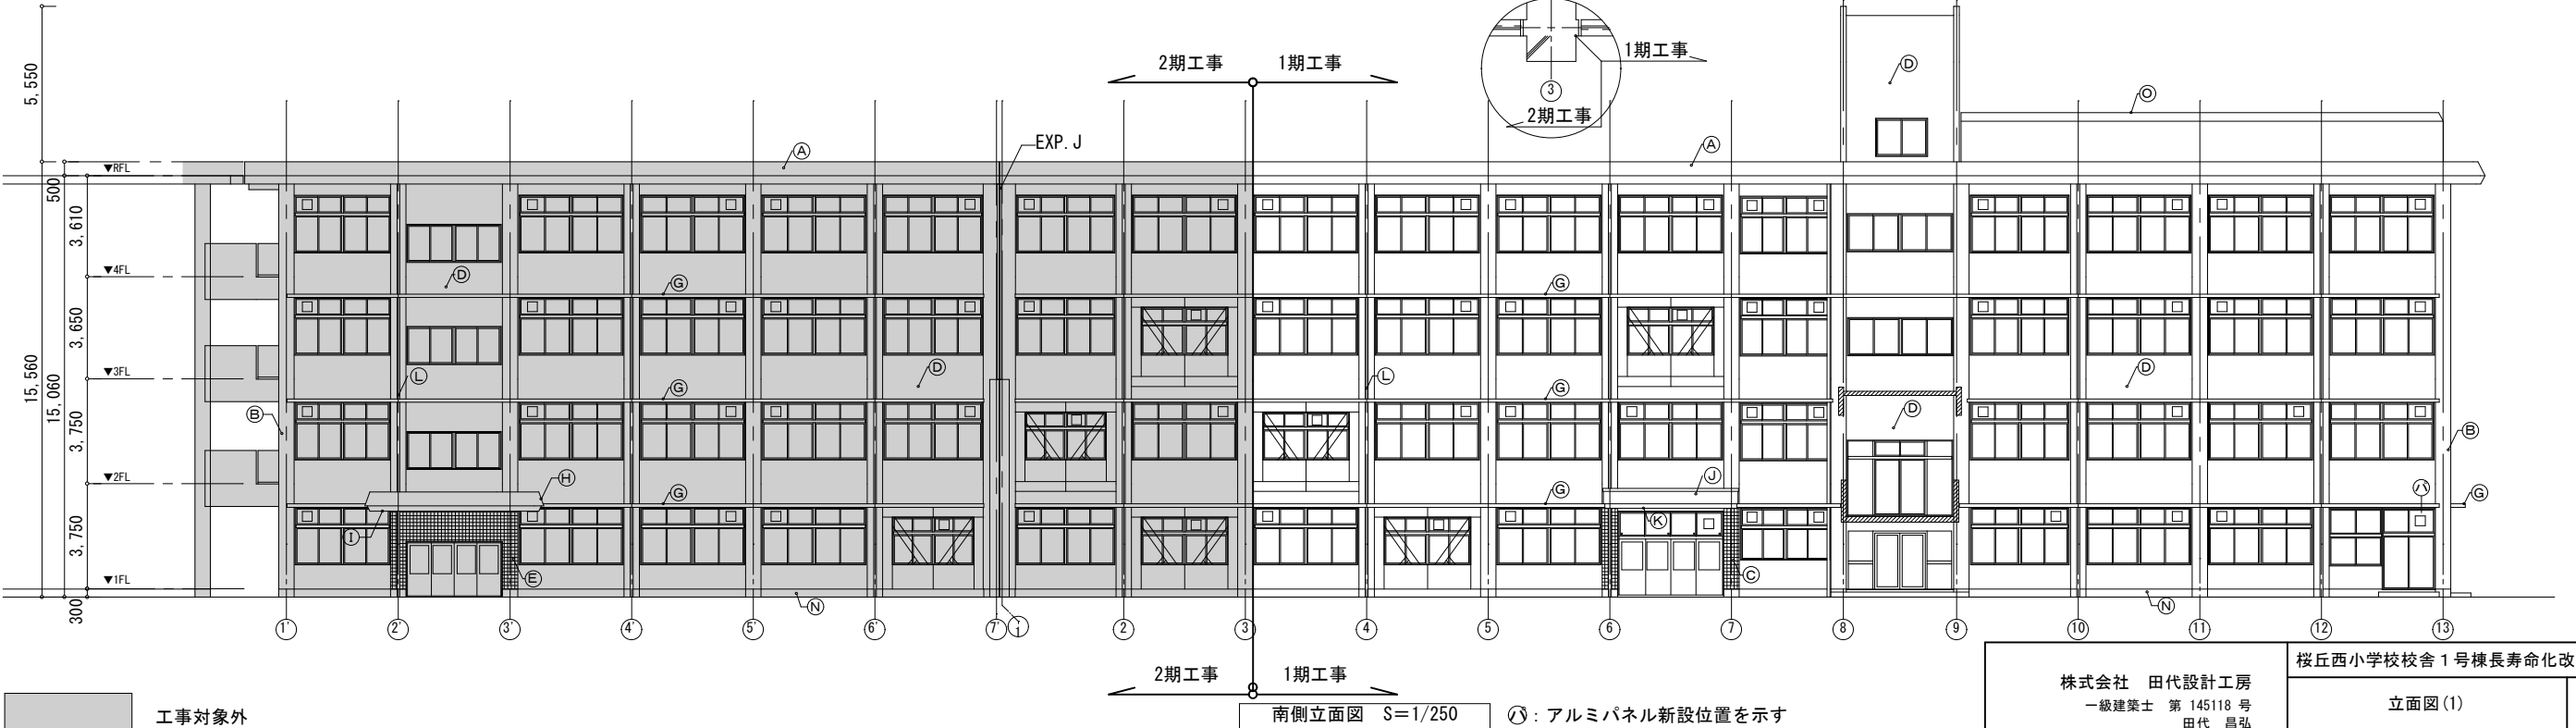 5,550
2期工事
1期工事
1期工事
3
2期工事
D
O
EXP.J
A
A
▼RFL
500
3,610
▼4FL
D
G
G
3,650
15,560
15,060
▼3FL
L
D
L
D
G
G
B
D
B
3,750
▼2FL
H
G
J
G
バ
G
K
I
3,750
▼1FL
E
C
300
N
N
1'
2'
3'
4'
5'
6'
7'
1
2
3
4
5
6
7
8
9
10
11
12
13
2期工事
1期工事
工事対象外
南側立面図 S=1/250
バ：アルミパネル新設位置を示す
株式会社 田代設計工房
一級建築士 第 145118 号
田代 昌弘
桜丘西小学校校舎１号棟長寿命化改
立面図(1)